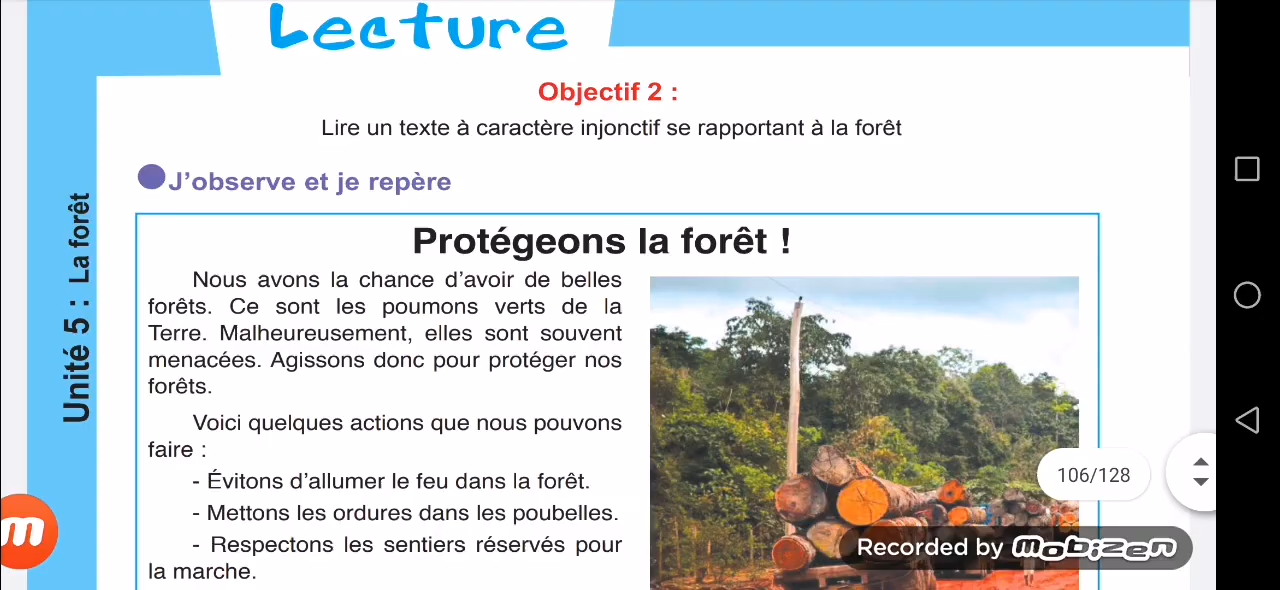 Lecture
Objectif 2 :
Lire un texte à caractère injonctif se rapportant à la forêt
J'observe et je repère
Unité 5 : La forêt
Protégeons la forêt !
Nous avons la chance d'avoir de belles
forêts. Ce sont les poumons verts de la
Terre. Malheureusement, elles sont souvent
menacées. Agissons donc pour protéger nos
forêts.
Voici quelques actions que nous pouvons
faire :
- Évitons d'allumer le feu dans la forêt.
- Mettons les ordures dans les poubelles.
- Respectons les sentiers réservés pour
la marche.
106/128
m
Recorded by mobizen